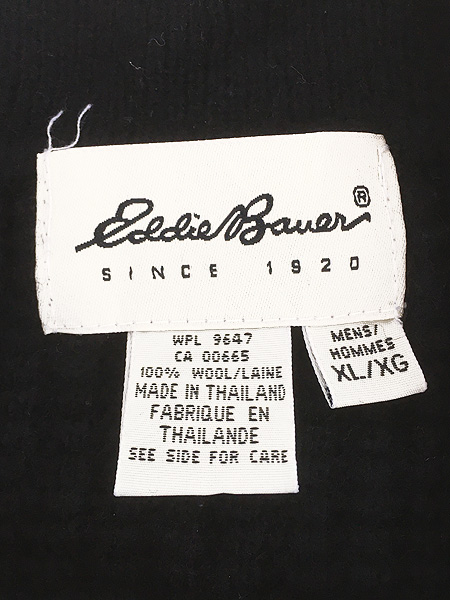 Eddie Bauer®
SINCE 1920
WPL 9647
CA 00665
100% WOOL/LAINE
MADE IN THAILAND
FABRIQUE EN
THAILANDE
SEE SIDE FOR CARE
MENS/
HOMMES
XL/XG